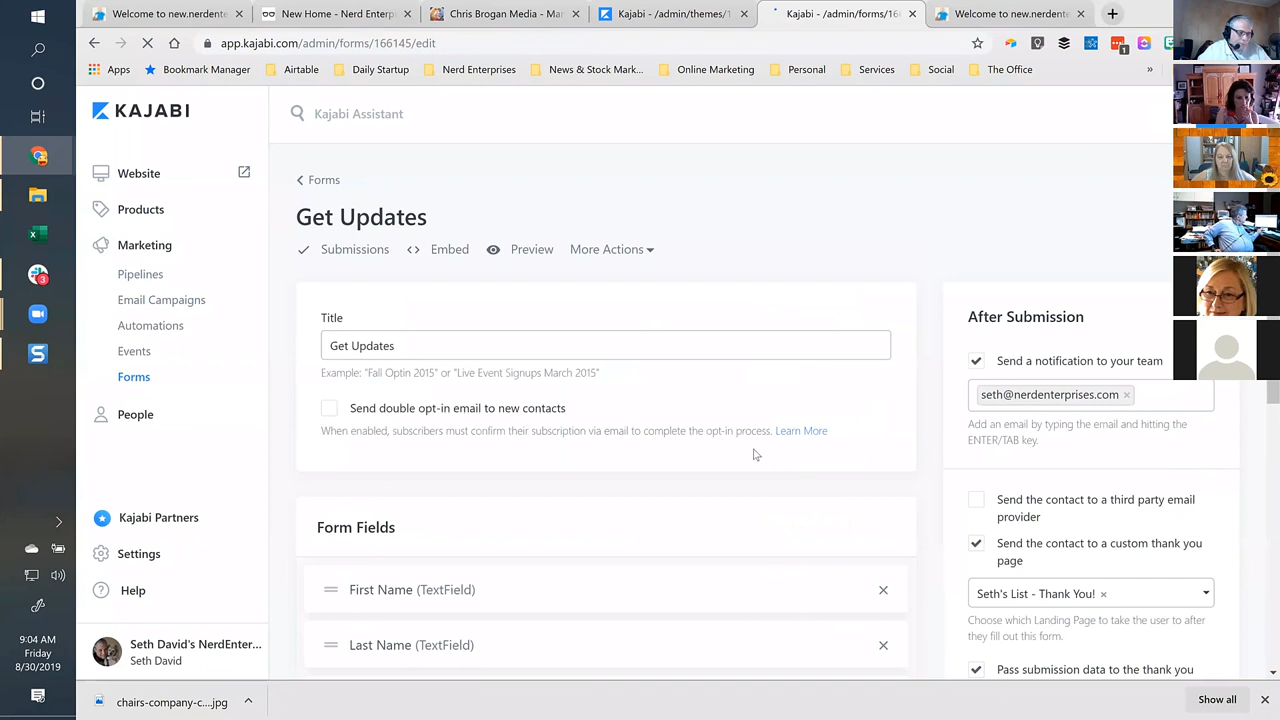 Welcome to new.nerdente
New Home - Nerd Enterp
Chris Brogan Media - Mar
Kajabi - /admin/themes/1
Kajabi - /admin/forms/166
Welcome to new.nerdente
app.kajabi.com/admin/forms/166145/edit
1
Apps
Bookmark Manager
Airtable
Daily Startup
Nerd E
Stock Mark...
Online Marketing
Services
Social
Office
»
KAJABI
Kajabi Assistant
Website
Products
Marketing
Pipelines
Email Campaigns
Automations
Events
Forms
People
Kajabi Partners
Settings
Help
Seth David's NerdEnter...
Seth David
Forms
Get Updates
Submissions
Embed
Preview
More Actions
Title
Get Updates
Example: "Fall Optin 2015" or "Live Event Signups March 2015"
Send double opt-in email to new contacts
When enabled, subscribers must confirm their subscription via email to complete the opt-in process. Learn More
Form Fields
First Name (TextField)
Last Name (TextField)
After Submission
Send a notification to your team
seth@nerdenterprises.com ×
Add an email by typing the email and hitting the
ENTER/TAB key.
Send the contact to a third party email
provider
Send the contact to a custom thank you
page
Seth's List - Thank You! ×
Choose which Landing Page to take the user to after
they fill out this form.
Pass submission data to the thank you
3
9:04 AM
Friday
8/30/2019
chairs-company-c....jpg
Show all